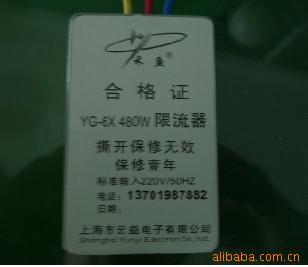 云益®
合格证
YG-6X 480W 限流器
撕开保修无效
保修壹年
标准输入220V/50HZ
电话:13701987882
日期:
上海市云益电子有限公司
Shanghai Yunyi Electron Co.,Ltd.
alibaba.com.cn